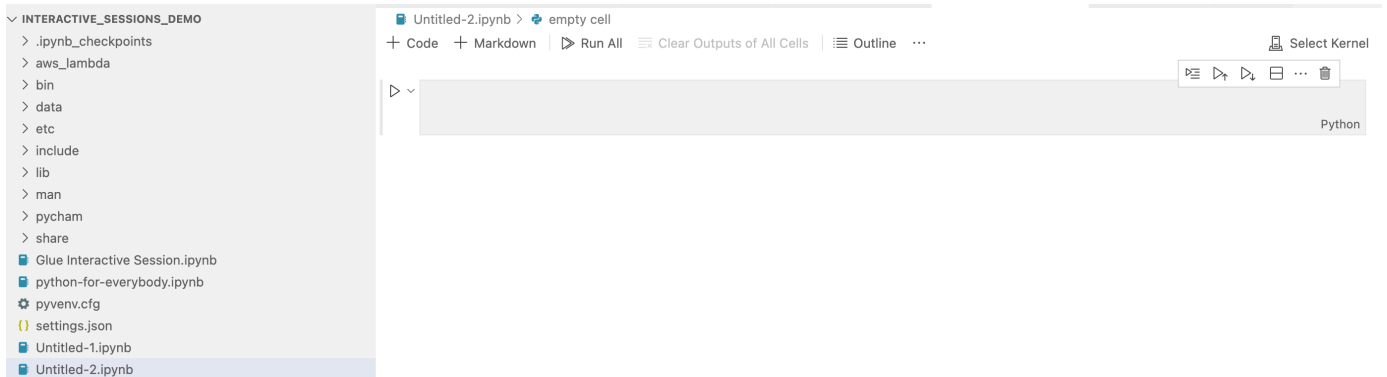 INTERACTIVE_SESSIONS_DEMO
.ipynb_checkpoints
aws_lambda
bin
data
etc
include
lib
man
pycham
share
Glue Interactive Session.ipynb
python-for-everybody.ipynb
pyvenv.cfg
{} settings.json
Untitled-1.ipynb
Untitled-2.ipynb
Untitled-2.ipynb > empty cell
+ Code + Markdown Run All Clear Outputs of All Cells Outline ... Select Kernel
...
Python